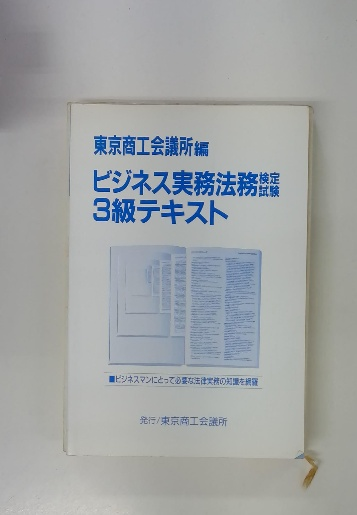 東京商工会議所編
ビジネス実務法務検定試験
3級テキスト
■ビジネスマンにとって必要な法律実務の知識を網羅
発行/東京商工会議所